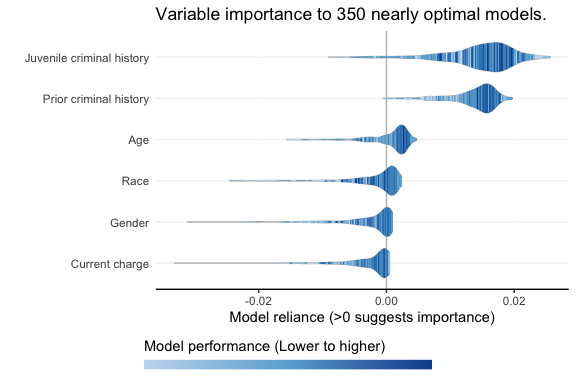 Variable importance to 350 nearly optimal models.
Juvenile criminal history
Prior criminal history
Age
Race
Gender
Current charge
-0.02 0.00 0.02
Model reliance (>0 suggests importance)
Model performance (Lower to higher)